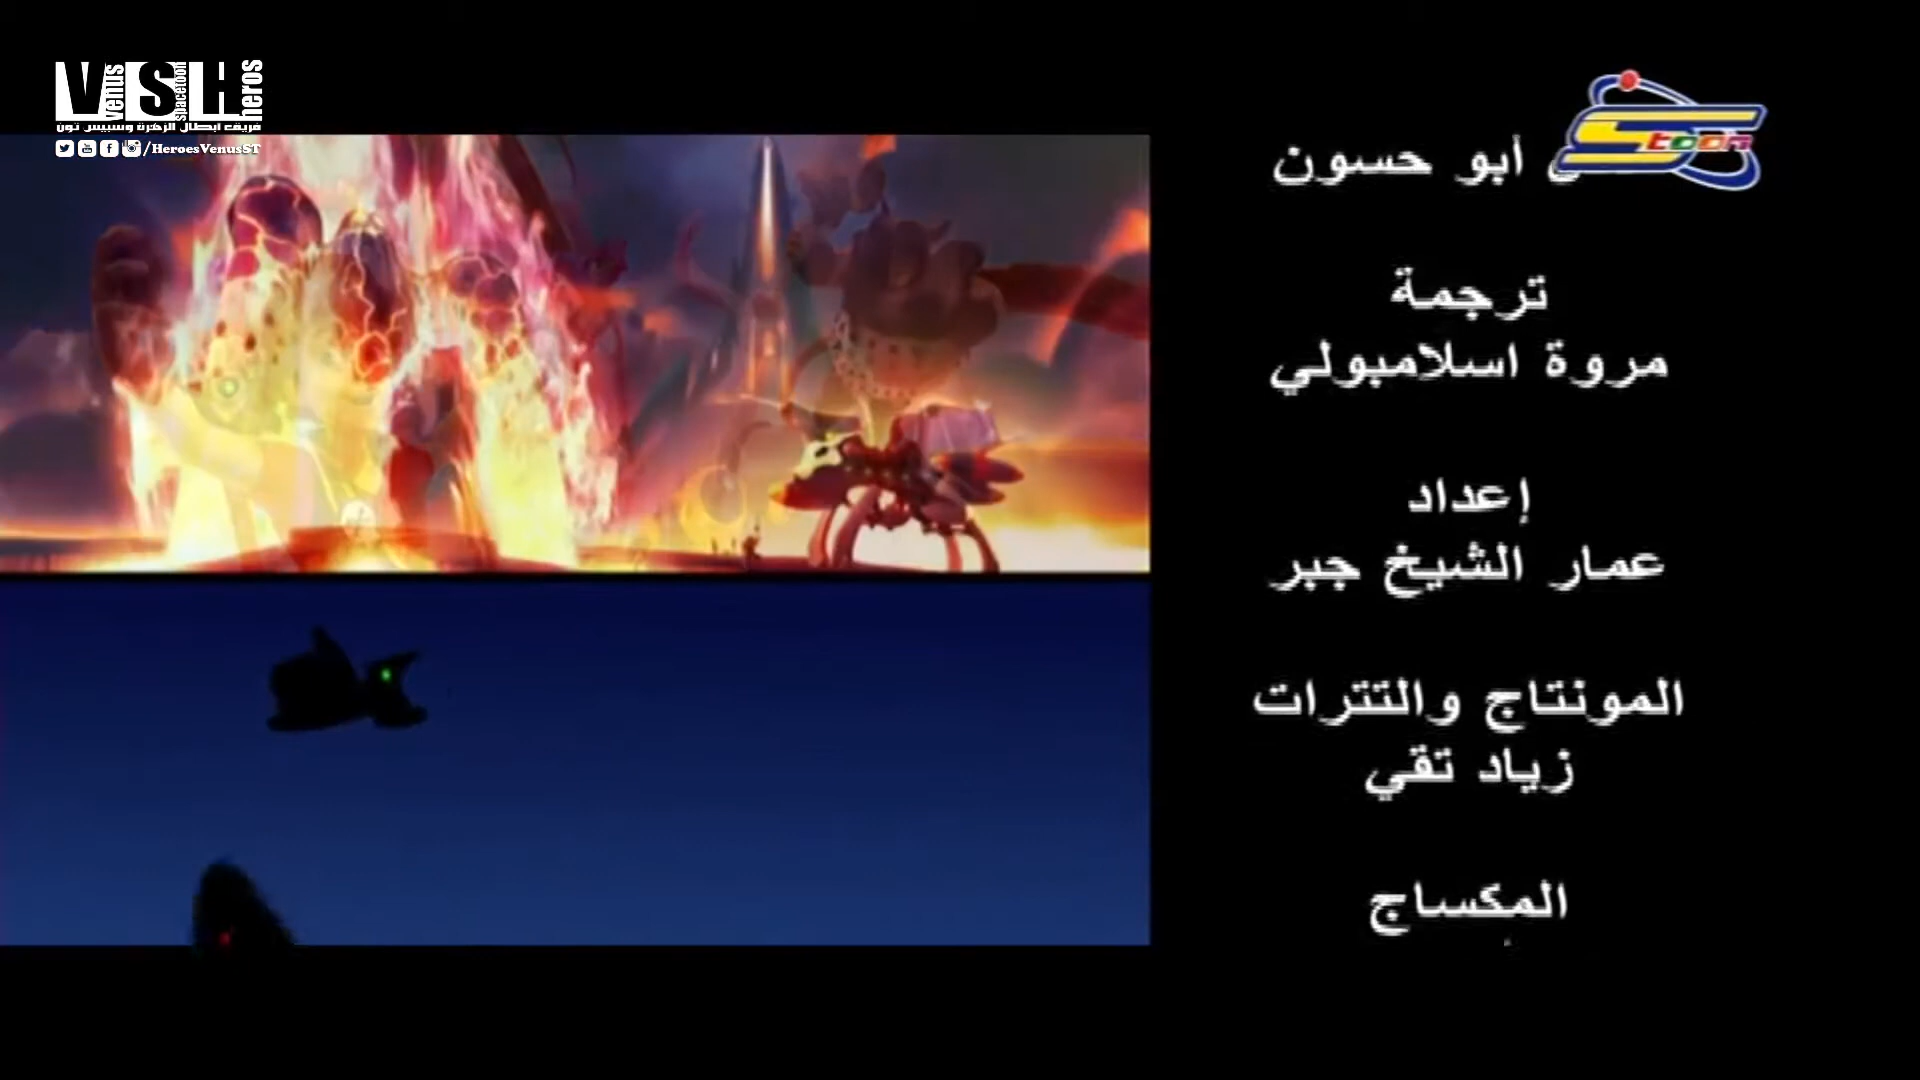 V venus S spacetoon H heros
فريق أبطال الزهرة وسبيس تون
/HeroesVenusST
toon
أبو حسون
ترجمة
مروة اسلامبولي
إعداد
عمار الشيخ جبر
المونتاج والتترات
زياد تقي
المكساج